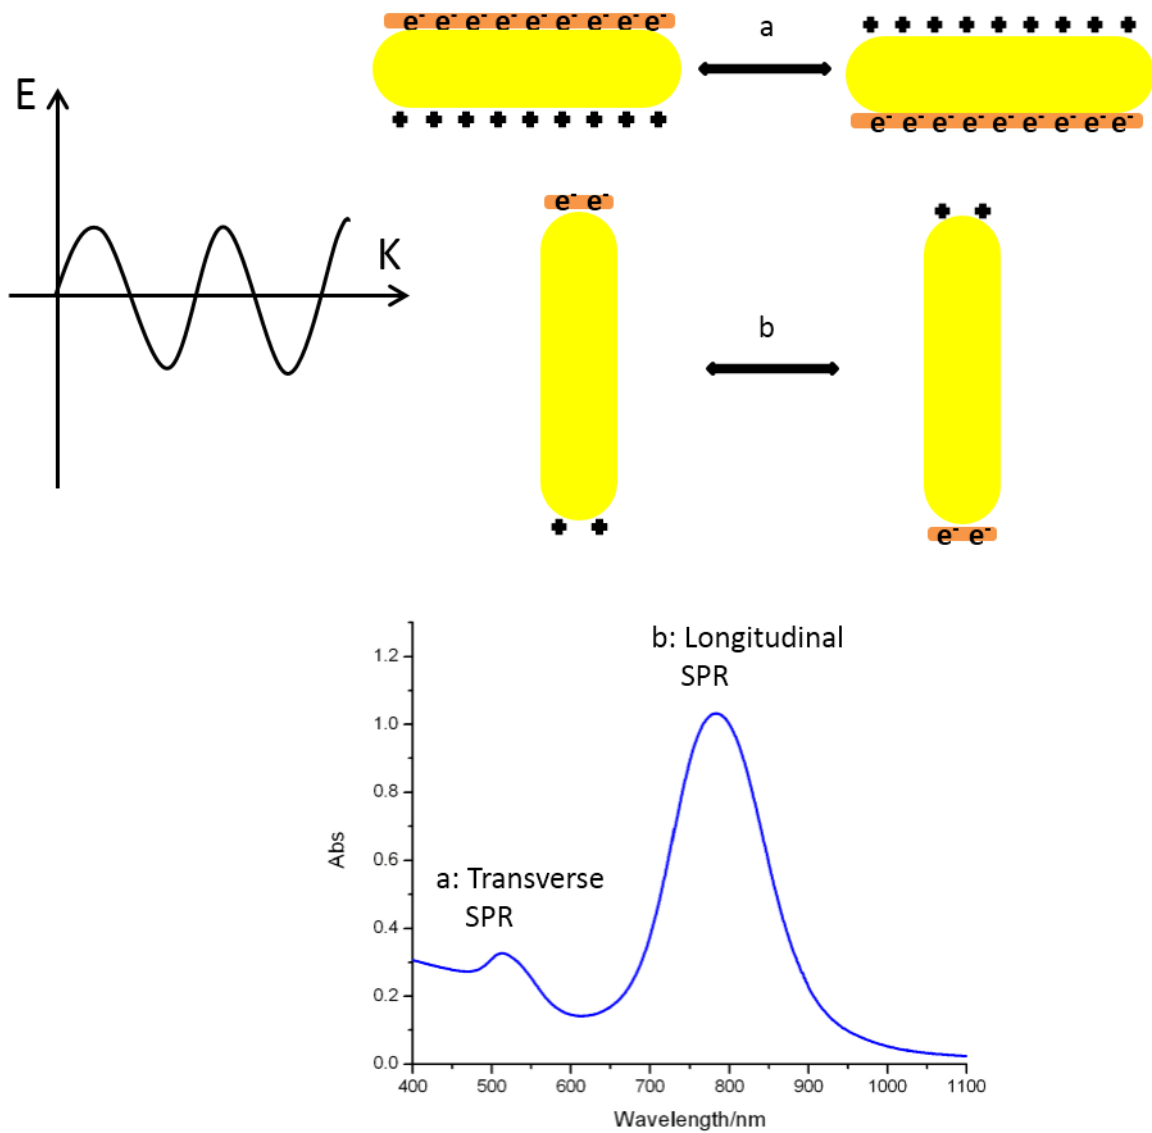 e⁻ e⁻ e⁻ e⁻ e⁻ e⁻ e⁻ e⁻ e⁻
a
e⁻ e⁻ e⁻ e⁻ e⁻ e⁻ e⁻ e⁻ e⁻
E
K
e⁻ e⁻
b
e⁻ e⁻
b: Longitudinal
SPR
a: Transverse
SPR
Abs
1.2
1.0
0.8
0.6
0.4
0.2
0.0
400 500 600 700 800 900 1000 1100
Wavelength/nm